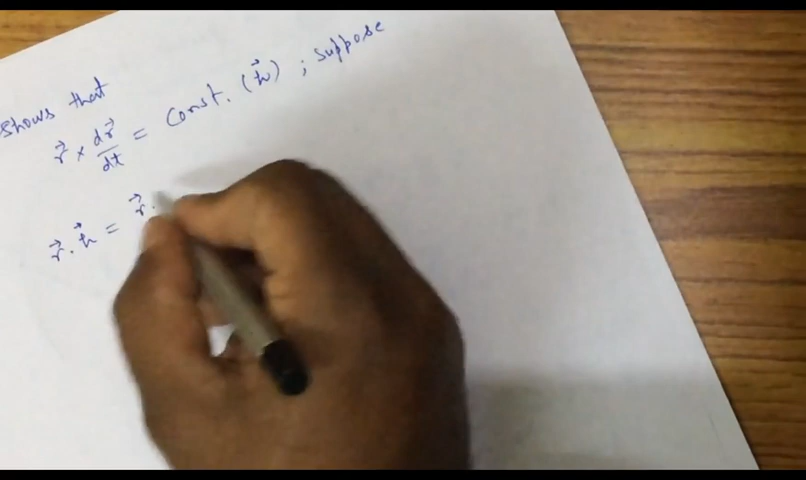 shows that
r⃗ × dr⃗/dt = Const. (h⃗) ; suppose
r⃗ . h⃗ = r⃗ .